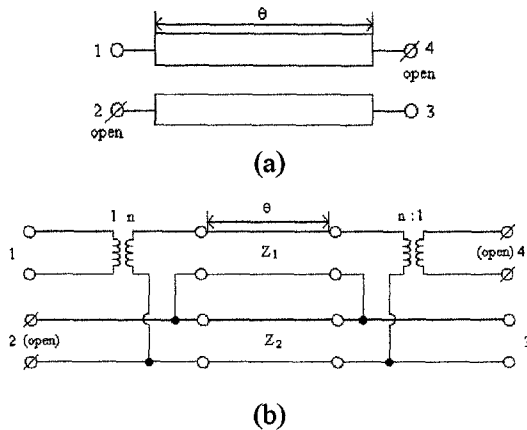 θ
1
4
open
2
open
3
(a)
1 n
θ
n : 1
1
Z1
(open) 4
2 (open)
Z2
(b)